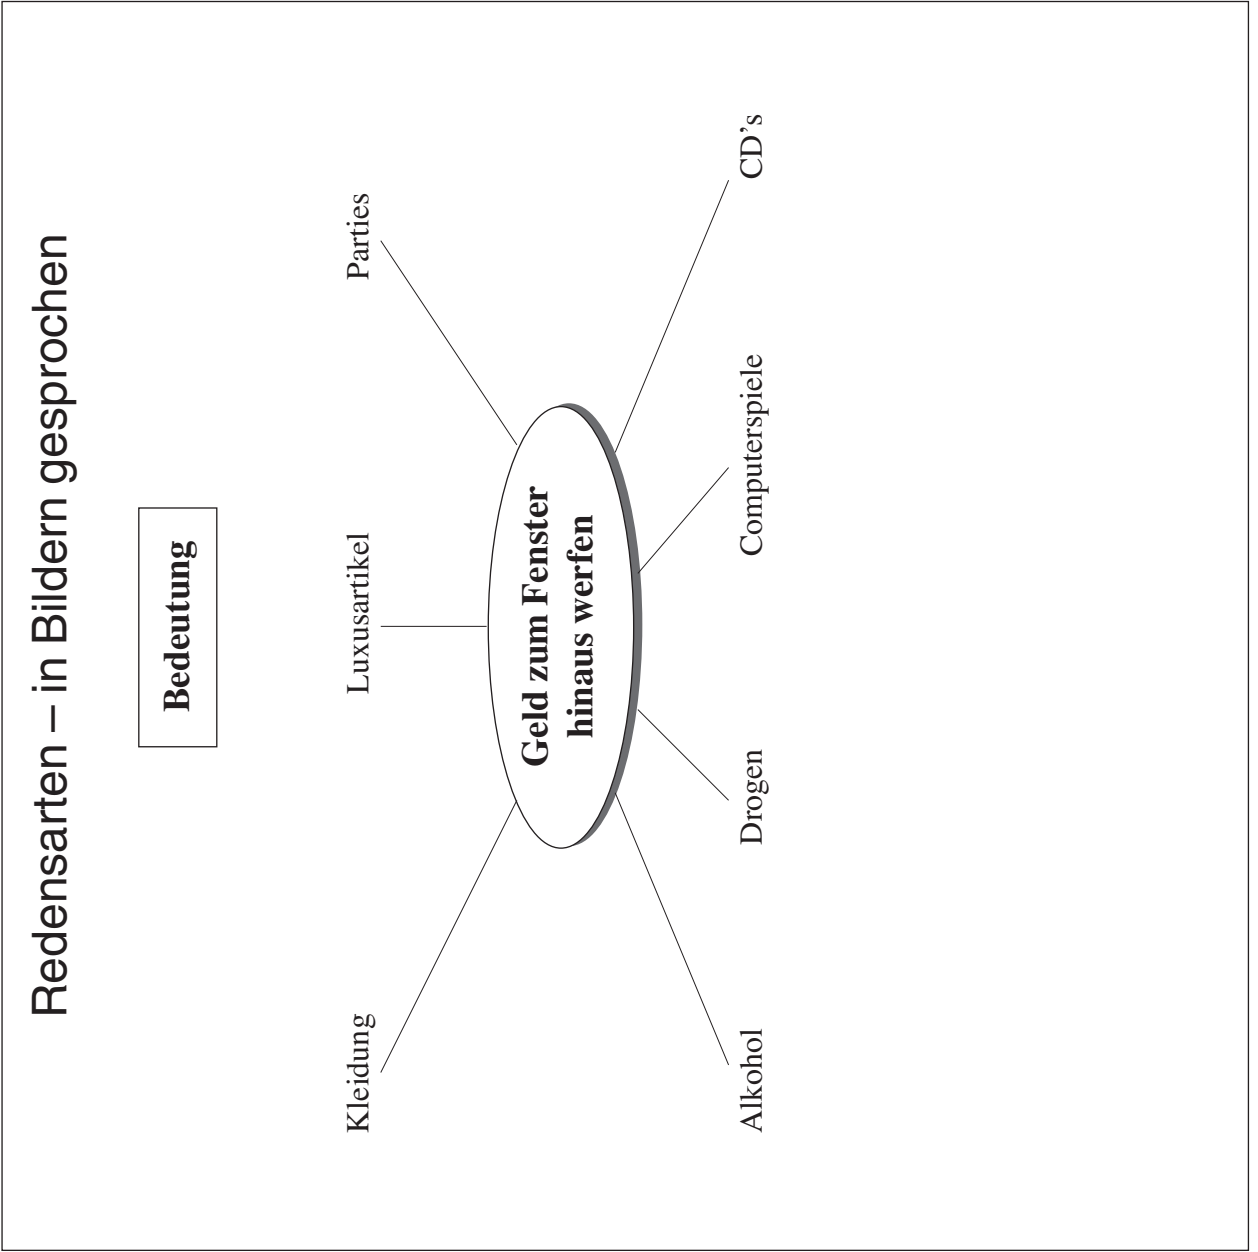 Redensarten – in Bildern gesprochen
Bedeutung
Kleidung
Luxusartikel
Parties
Geld zum Fenster
hinaus werfen
Alkohol
Drogen
Computerspiele
CD’s